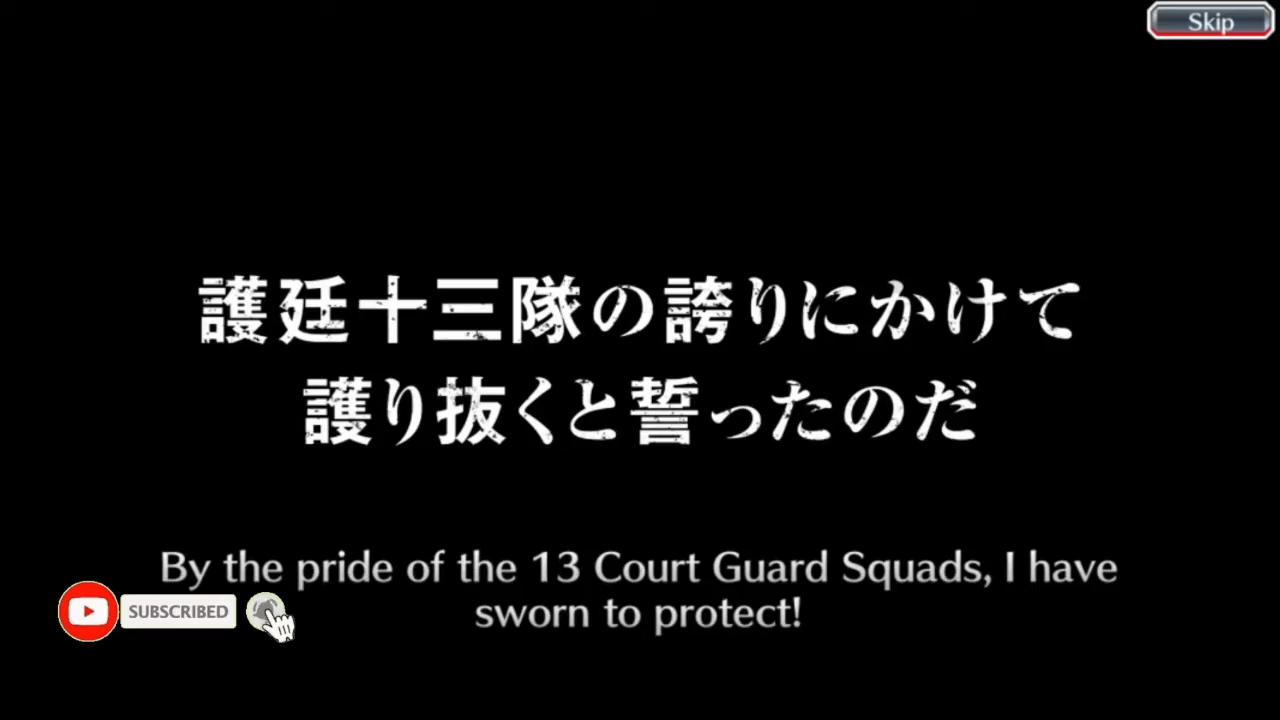 Skip
護廷十三隊の誇りにかけて
護り抜くと誓ったのだ
By the pride of the 13 Court Guard Squads, I have
sworn to protect!
SUBSCRIBED